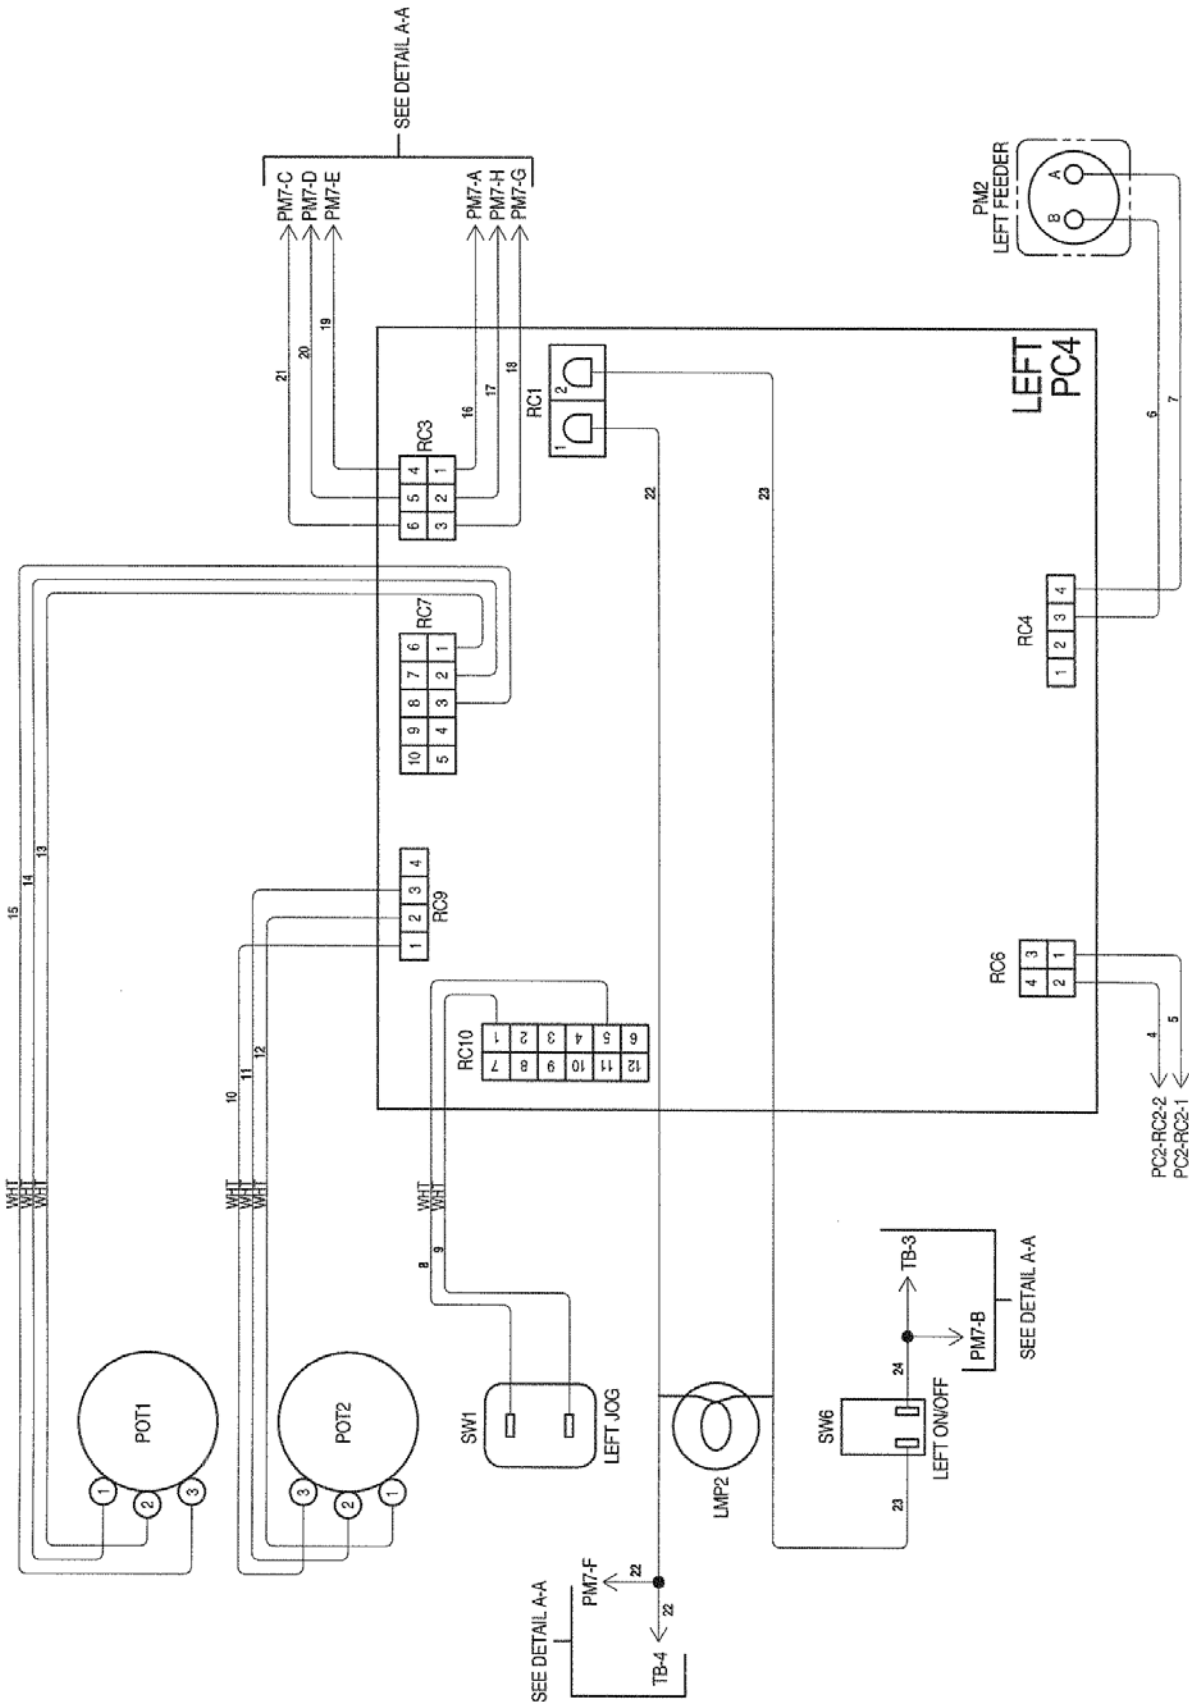 POT1
1
2
3
WHT
WHT
WHT
15
14
13
POT2
3
2
1
WHT
WHT
WHT
10
11
12
SW1
LEFT JOG
8
9
WHT
WHT
RC10
7
1
8
2
9
3
10
4
11
5
12
6
RC9
1
2
3
4
RC7
10
9
8
7
6
5
4
3
2
1
RC3
6
5
4
3
2
1
21
20
19
16
17
18
PM7-C
PM7-D
PM7-E
PM7-A
PM7-H
PM7-G
SEE DETAIL A-A
RC1
1
2
22
23
SEE DETAIL A-A
PM7-F
22
22
TB-4
LMP2
SW6
LEFT ON/OFF
23
24
TB-3
PM7-B
SEE DETAIL A-A
RC6
4
3
2
1
4
5
PC2-RC2-2
PC2-RC2-1
RC4
1
2
3
4
LEFT
PC4
6
7
PM2
LEFT FEEDER
B
A